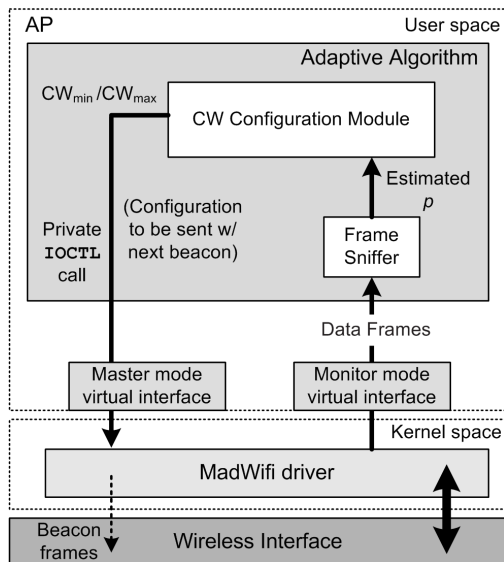 AP
User space
Adaptive Algorithm
CWmin /CWmax
CW Configuration Module
Estimated
p
(Configuration
to be sent w/
next beacon)
Private
IOCTL
call
Frame
Sniffer
Data Frames
Master mode
virtual interface
Monitor mode
virtual interface
Kernel space
MadWifi driver
Beacon
frames
Wireless Interface